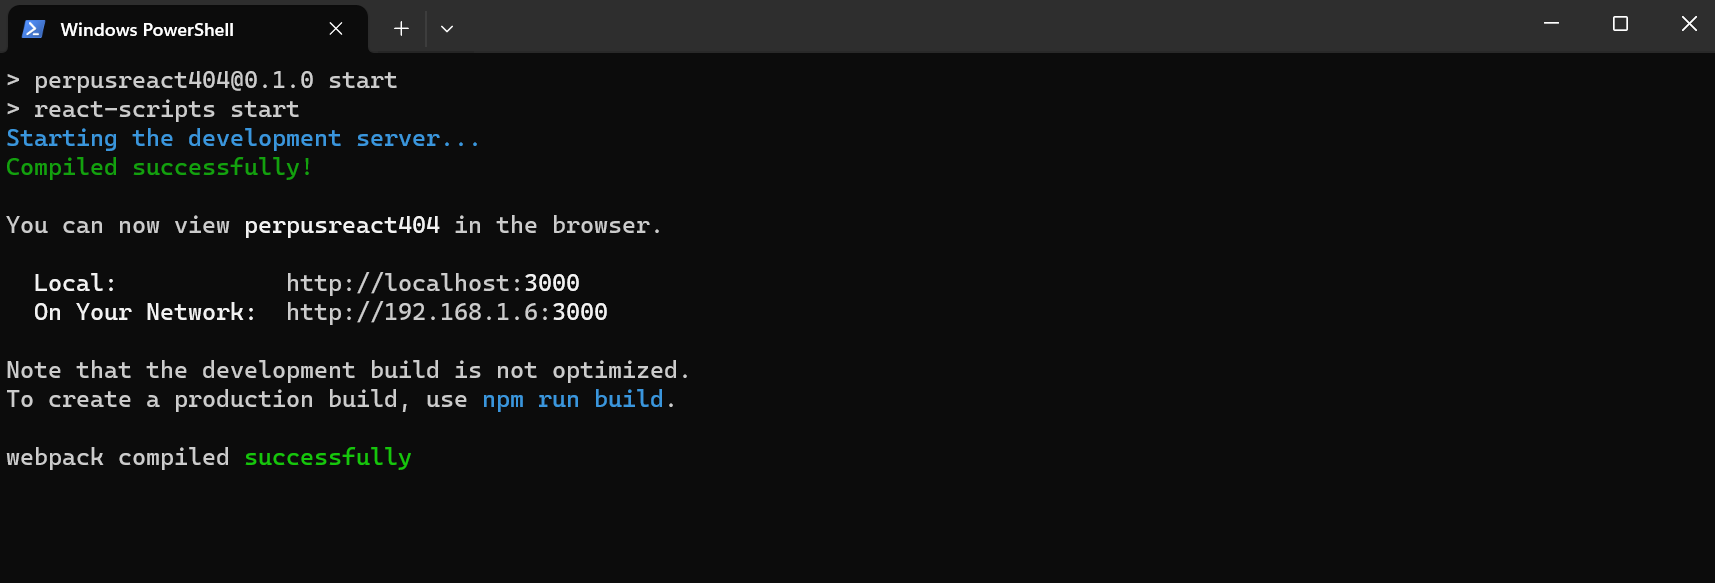 Windows PowerShell
> perpusreact404@0.1.0 start
> react-scripts start
Starting the development server...
Compiled successfully!
You can now view perpusreact404 in the browser.
Local: http://localhost:3000
On Your Network: http://192.168.1.6:3000
Note that the development build is not optimized.
To create a production build, use npm run build.
webpack compiled successfully